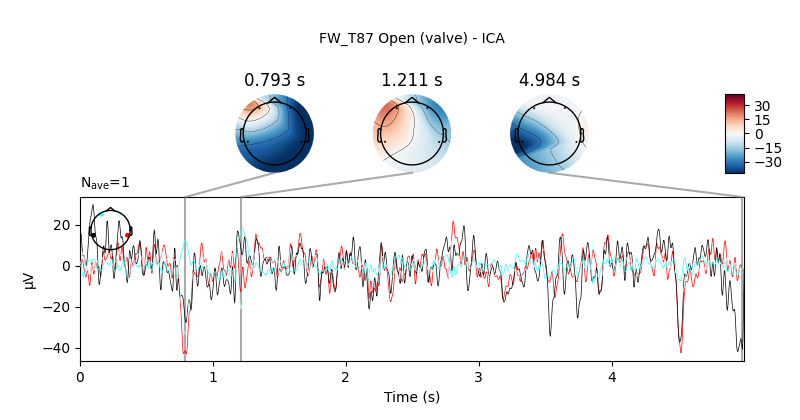 FW_T87 Open (valve) - ICA
0.793 s
1.211 s
4.984 s
30
15
0
−15
−30
Nave=1
20
0
−20
−40
µV
0
1
2
3
4
Time (s)